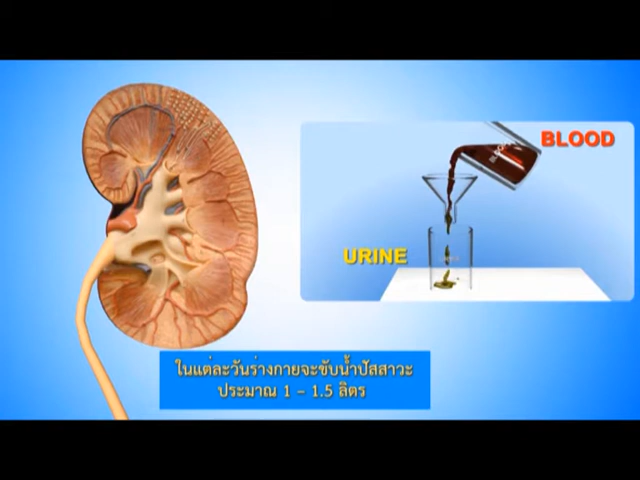 BLOOD
URINE
ในแต่ละวันร่างกายจะขับน้ำปัสสาวะ
ประมาณ 1 – 1.5 ลิตร